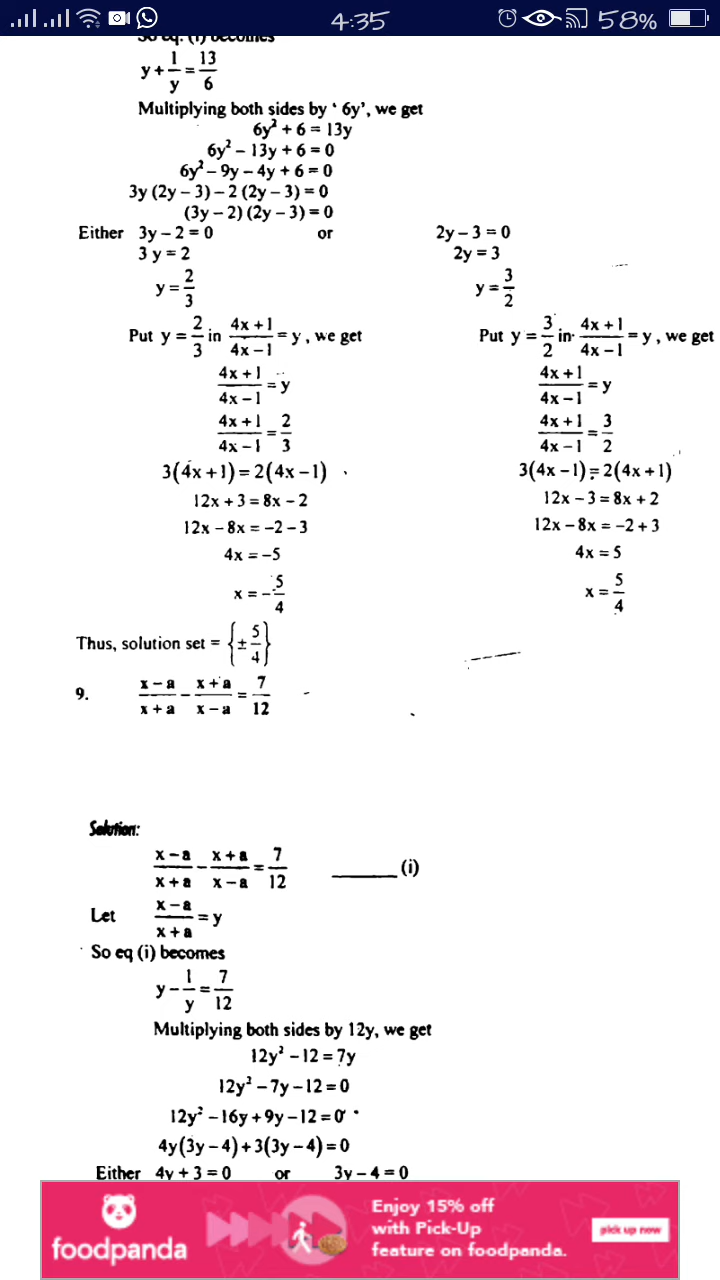 4:35 58%
So eq. (i) becomes
y + 1/y = 13/6
Multiplying both sides by ‘ 6y’, we get
6y² + 6 = 13y
6y² – 13y + 6 = 0
6y² – 9y – 4y + 6 = 0
3y (2y – 3) – 2 (2y – 3) = 0
(3y – 2) (2y – 3) = 0
Either 3y – 2 = 0 or 2y – 3 = 0
3 y = 2 2y = 3
y = 2/3 y = 3/2
Put y = 2/3 in (4x + 1)/(4x – 1) = y , we get Put y = 3/2 in (4x + 1)/(4x – 1) = y , we get
(4x + 1)/(4x – 1) = y (4x + 1)/(4x – 1) = y
(4x + 1)/(4x – 1) = 2/3 (4x + 1)/(4x – 1) = 3/2
3(4x + 1) = 2(4x – 1) 3(4x – 1) = 2(4x + 1)
12x + 3 = 8x – 2 12x – 3 = 8x + 2
12x – 8x = –2 – 3 12x – 8x = –2 + 3
4x = –5 4x = 5
x = –5/4 x = 5/4
Thus, solution set = {± 5/4}
9. (x – a)/(x + a) – (x + a)/(x – a) = 7/12
Solution:
(x – a)/(x + a) – (x + a)/(x – a) = 7/12 ______ (i)
Let (x – a)/(x + a) = y
So eq (i) becomes
y – 1/y = 7/12
Multiplying both sides by 12y, we get
12y² – 12 = 7y
12y² – 7y – 12 = 0
12y² – 16y + 9y – 12 = 0
4y(3y – 4) + 3(3y – 4) = 0
Either 4y + 3 = 0 or 3y – 4 = 0
foodpanda
Enjoy 15% off
with Pick-Up
feature on foodpanda.
pick up now